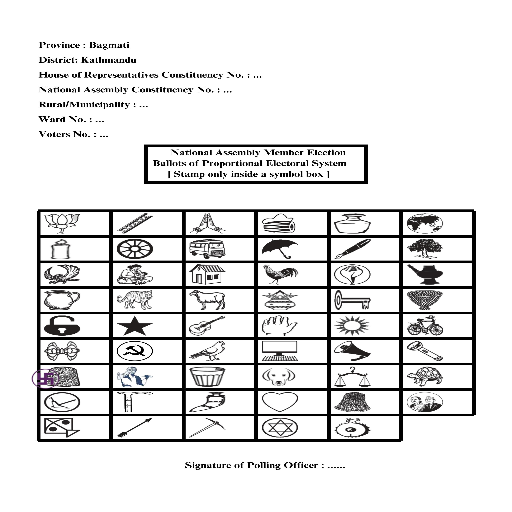 Province : Bagmati
District: Kathmandu
House of Representatives Constituency No. : ...
National Assembly Constituency No. : ...
Rural/Municipality : ...
Ward No. : ...
Voters No. : ...
National Assembly Member Election
Ballots of Proportional Electoral System
[ Stamp only inside a symbol box ]
Signature of Polling Officer : ......